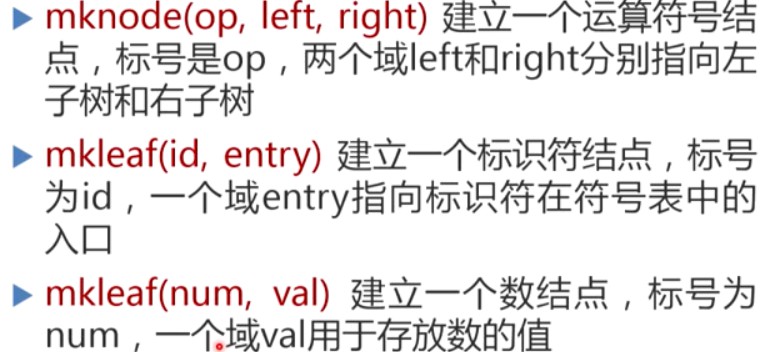 mknode(op, left, right) 建立一个运算符号结
点，标号是op，两个域left和right分别指向左
子树和右子树
mkleaf(id, entry) 建立一个标识符结点，标号
为id，一个域entry指向标识符在符号表中的
入口
mkleaf(num, val) 建立一个数结点，标号为
num，一个域val用于存放数的值